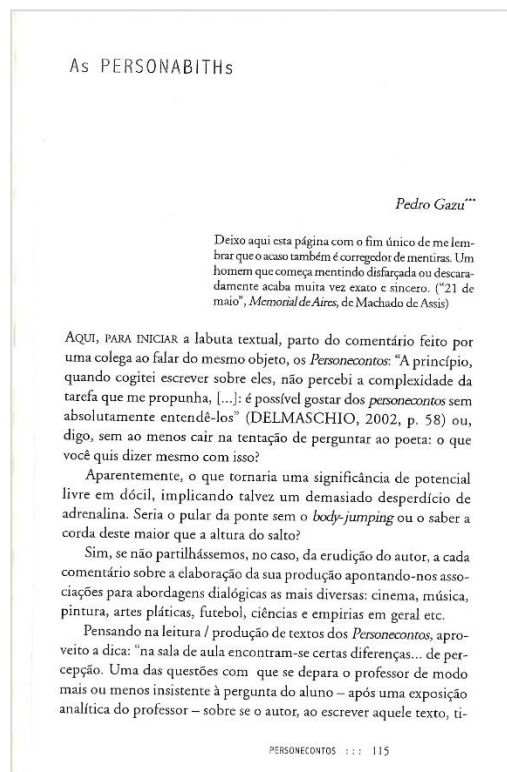 As PERSONABITHs
Pedro Gazu***
Deixo aqui esta página com o fim único de me lem-
brar que o acaso também é corregedor de mentiras. Um
homem que começa mentindo disfarçada ou descara-
damente acaba muita vez exato e sincero. ("21 de
maio", Memorial de Aires, de Machado de Assis)
AQUI, PARA INICIAR a labuta textual, parto do comentário feito por
uma colega ao falar do mesmo objeto, os Personecontos: "A princípio,
quando cogitei escrever sobre eles, não percebi a complexidade da
tarefa que me propunha, [...]: é possível gostar dos personecontos sem
absolutamente entendê-los" (DELMASCHIO, 2002, p. 58) ou,
digo, sem ao menos cair na tentação de perguntar ao poeta: o que
você quis dizer mesmo com isso?
Aparentemente, o que tornaria uma significância de potencial
livre em dócil, implicando talvez um demasiado desperdício de
adrenalina. Seria o pular da ponte sem o body-jumping ou o saber a
corda deste maior que a altura do salto?
Sim, se não partilhássemos, no caso, da erudição do autor, a cada
comentário sobre a elaboração da sua produção apontando-nos asso-
ciações para abordagens dialógicas as mais diversas: cinema, música,
pintura, artes pláticas, futebol, ciências e empirias em geral etc.
Pensando na leitura / produção de textos dos Personecontos, apro-
veito a dica: "na sala de aula encontram-se certas diferenças... de per-
cepção. Uma das questões com que se depara o professor de modo
mais ou menos insistente à pergunta do aluno – após uma exposição
analítica do professor – sobre se o autor, ao escrever aquele texto, ti-
PERSONECONTOS : : : 115